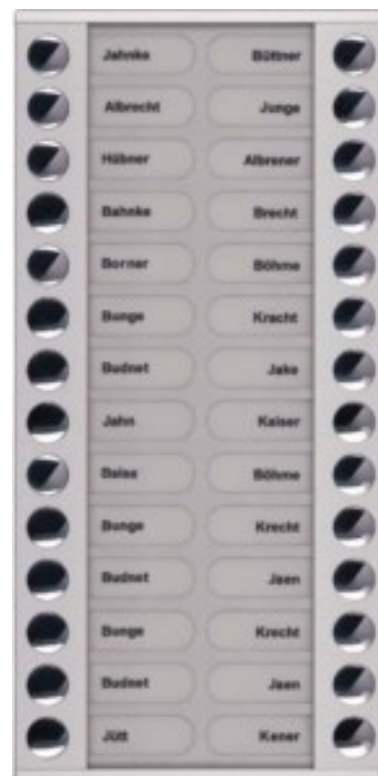 Jahnke Büttner
Albrecht Junge
Hübner Albrener
Bahnke Brecht
Borner Böhme
Bunge Kracht
Budnet Jake
Jahn Kaiser
Baise Böhme
Bunge Krecht
Budnet Jaen
Bunge Krecht
Budnet Jaen
Jütt Kener